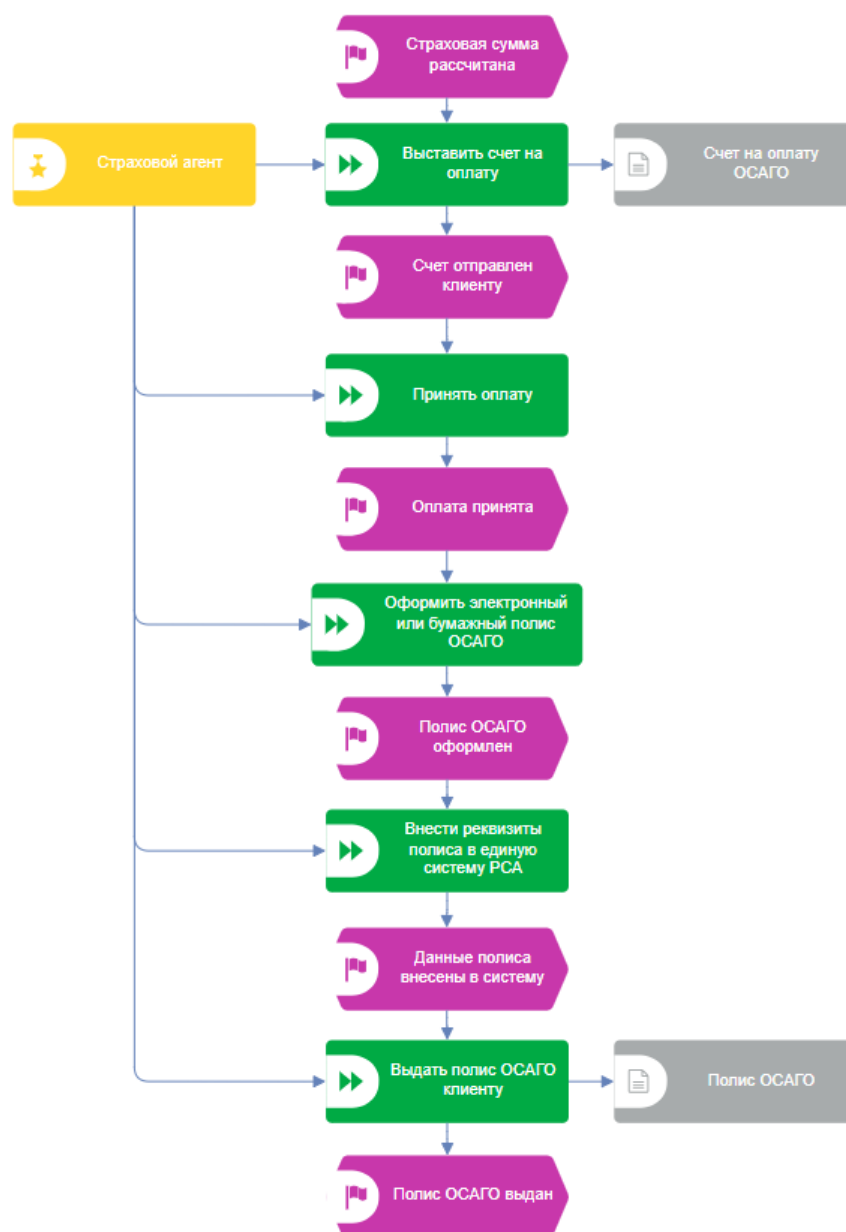 Страховая сумма
рассчитана
Страховой агент
Выставить счет на
оплату
Счет на оплату
ОСАГО
Счет отправлен
клиенту
Принять оплату
Оплата принята
Оформить электронный
или бумажный полис
ОСАГО
Полис ОСАГО
оформлен
Внести реквизиты
полиса в единую
систему РСА
Данные полиса
внесены в систему
Выдать полис ОСАГО
клиенту
Полис ОСАГО
Полис ОСАГО выдан